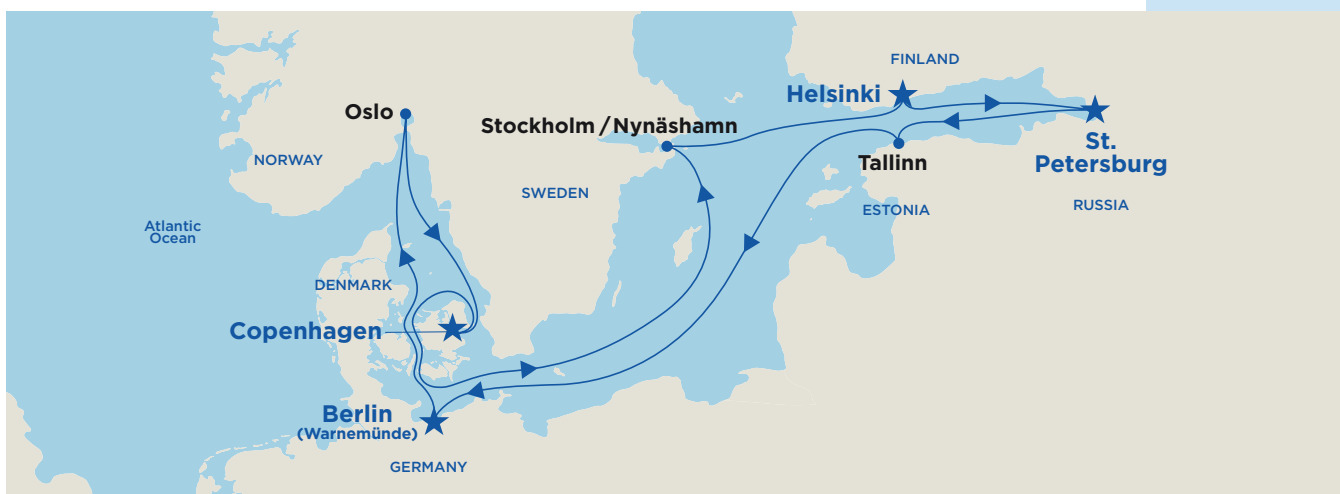 FINLAND
Helsinki
Oslo
Stockholm / Nynäshamn
St.
Petersburg
NORWAY
Tallinn
SWEDEN
ESTONIA
RUSSIA
Atlantic
Ocean
DENMARK
Copenhagen
Berlin
(Warnemünde)
GERMANY